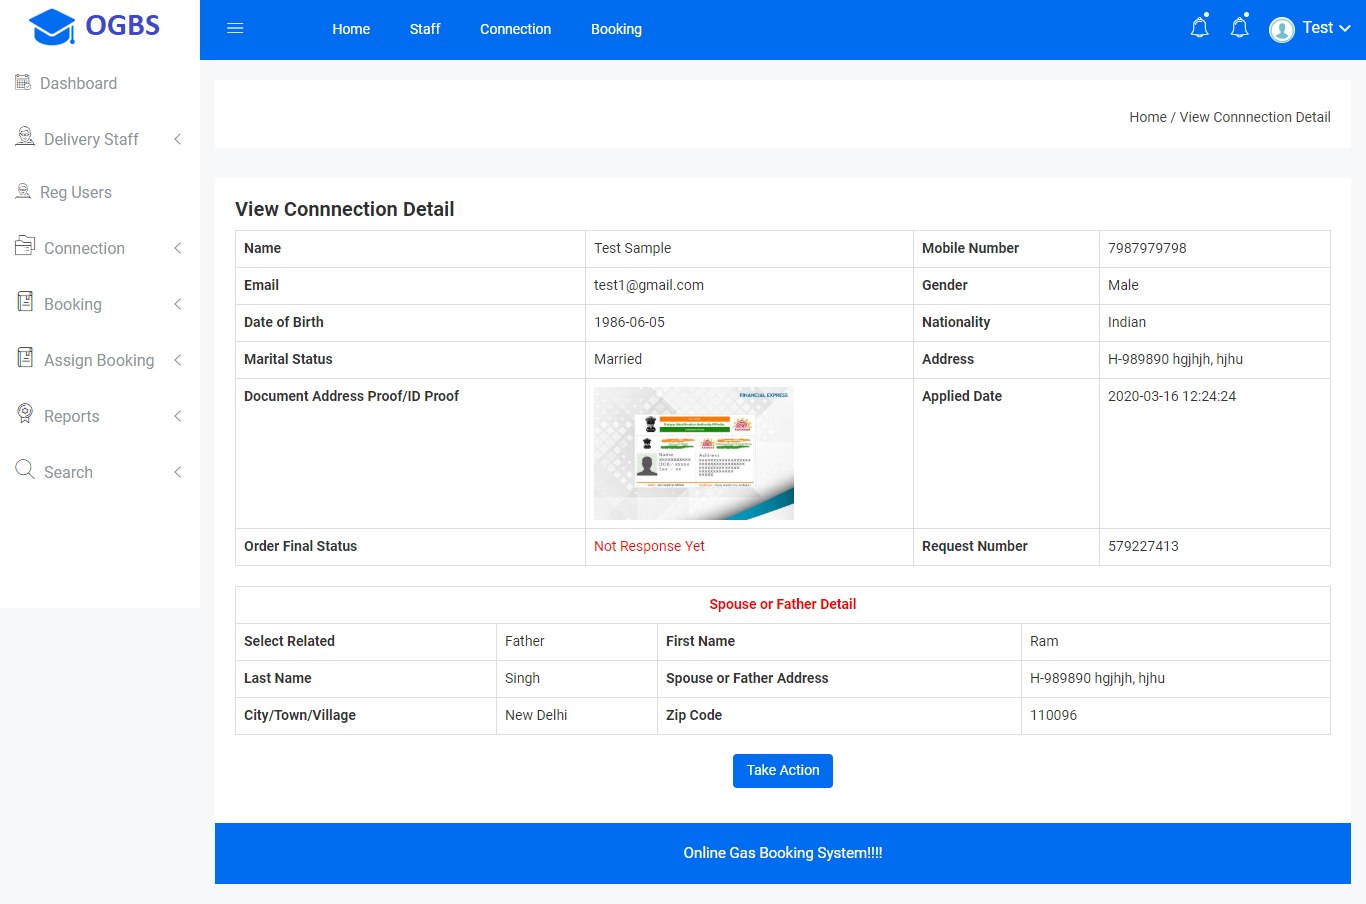 OGBS
Home Staff Connection Booking
Test
Dashboard
Delivery Staff
Reg Users
Connection
Booking
Assign Booking
Reports
Search
Home / View Connnection Detail
View Connnection Detail
Name Test Sample Mobile Number 7987979798
Email test1@gmail.com Gender Male
Date of Birth 1986-06-05 Nationality Indian
Marital Status Married Address H-989890 hgjhjh, hjhu
Document Address Proof/ID Proof Applied Date 2020-03-16 12:24:24
FINANCIAL EXPRESS
Name
Address
Order Final Status Not Response Yet Request Number 579227413
Spouse or Father Detail
Select Related Father First Name Ram
Last Name Singh Spouse or Father Address H-989890 hgjhjh, hjhu
City/Town/Village New Delhi Zip Code 110096
Take Action
Online Gas Booking System!!!!